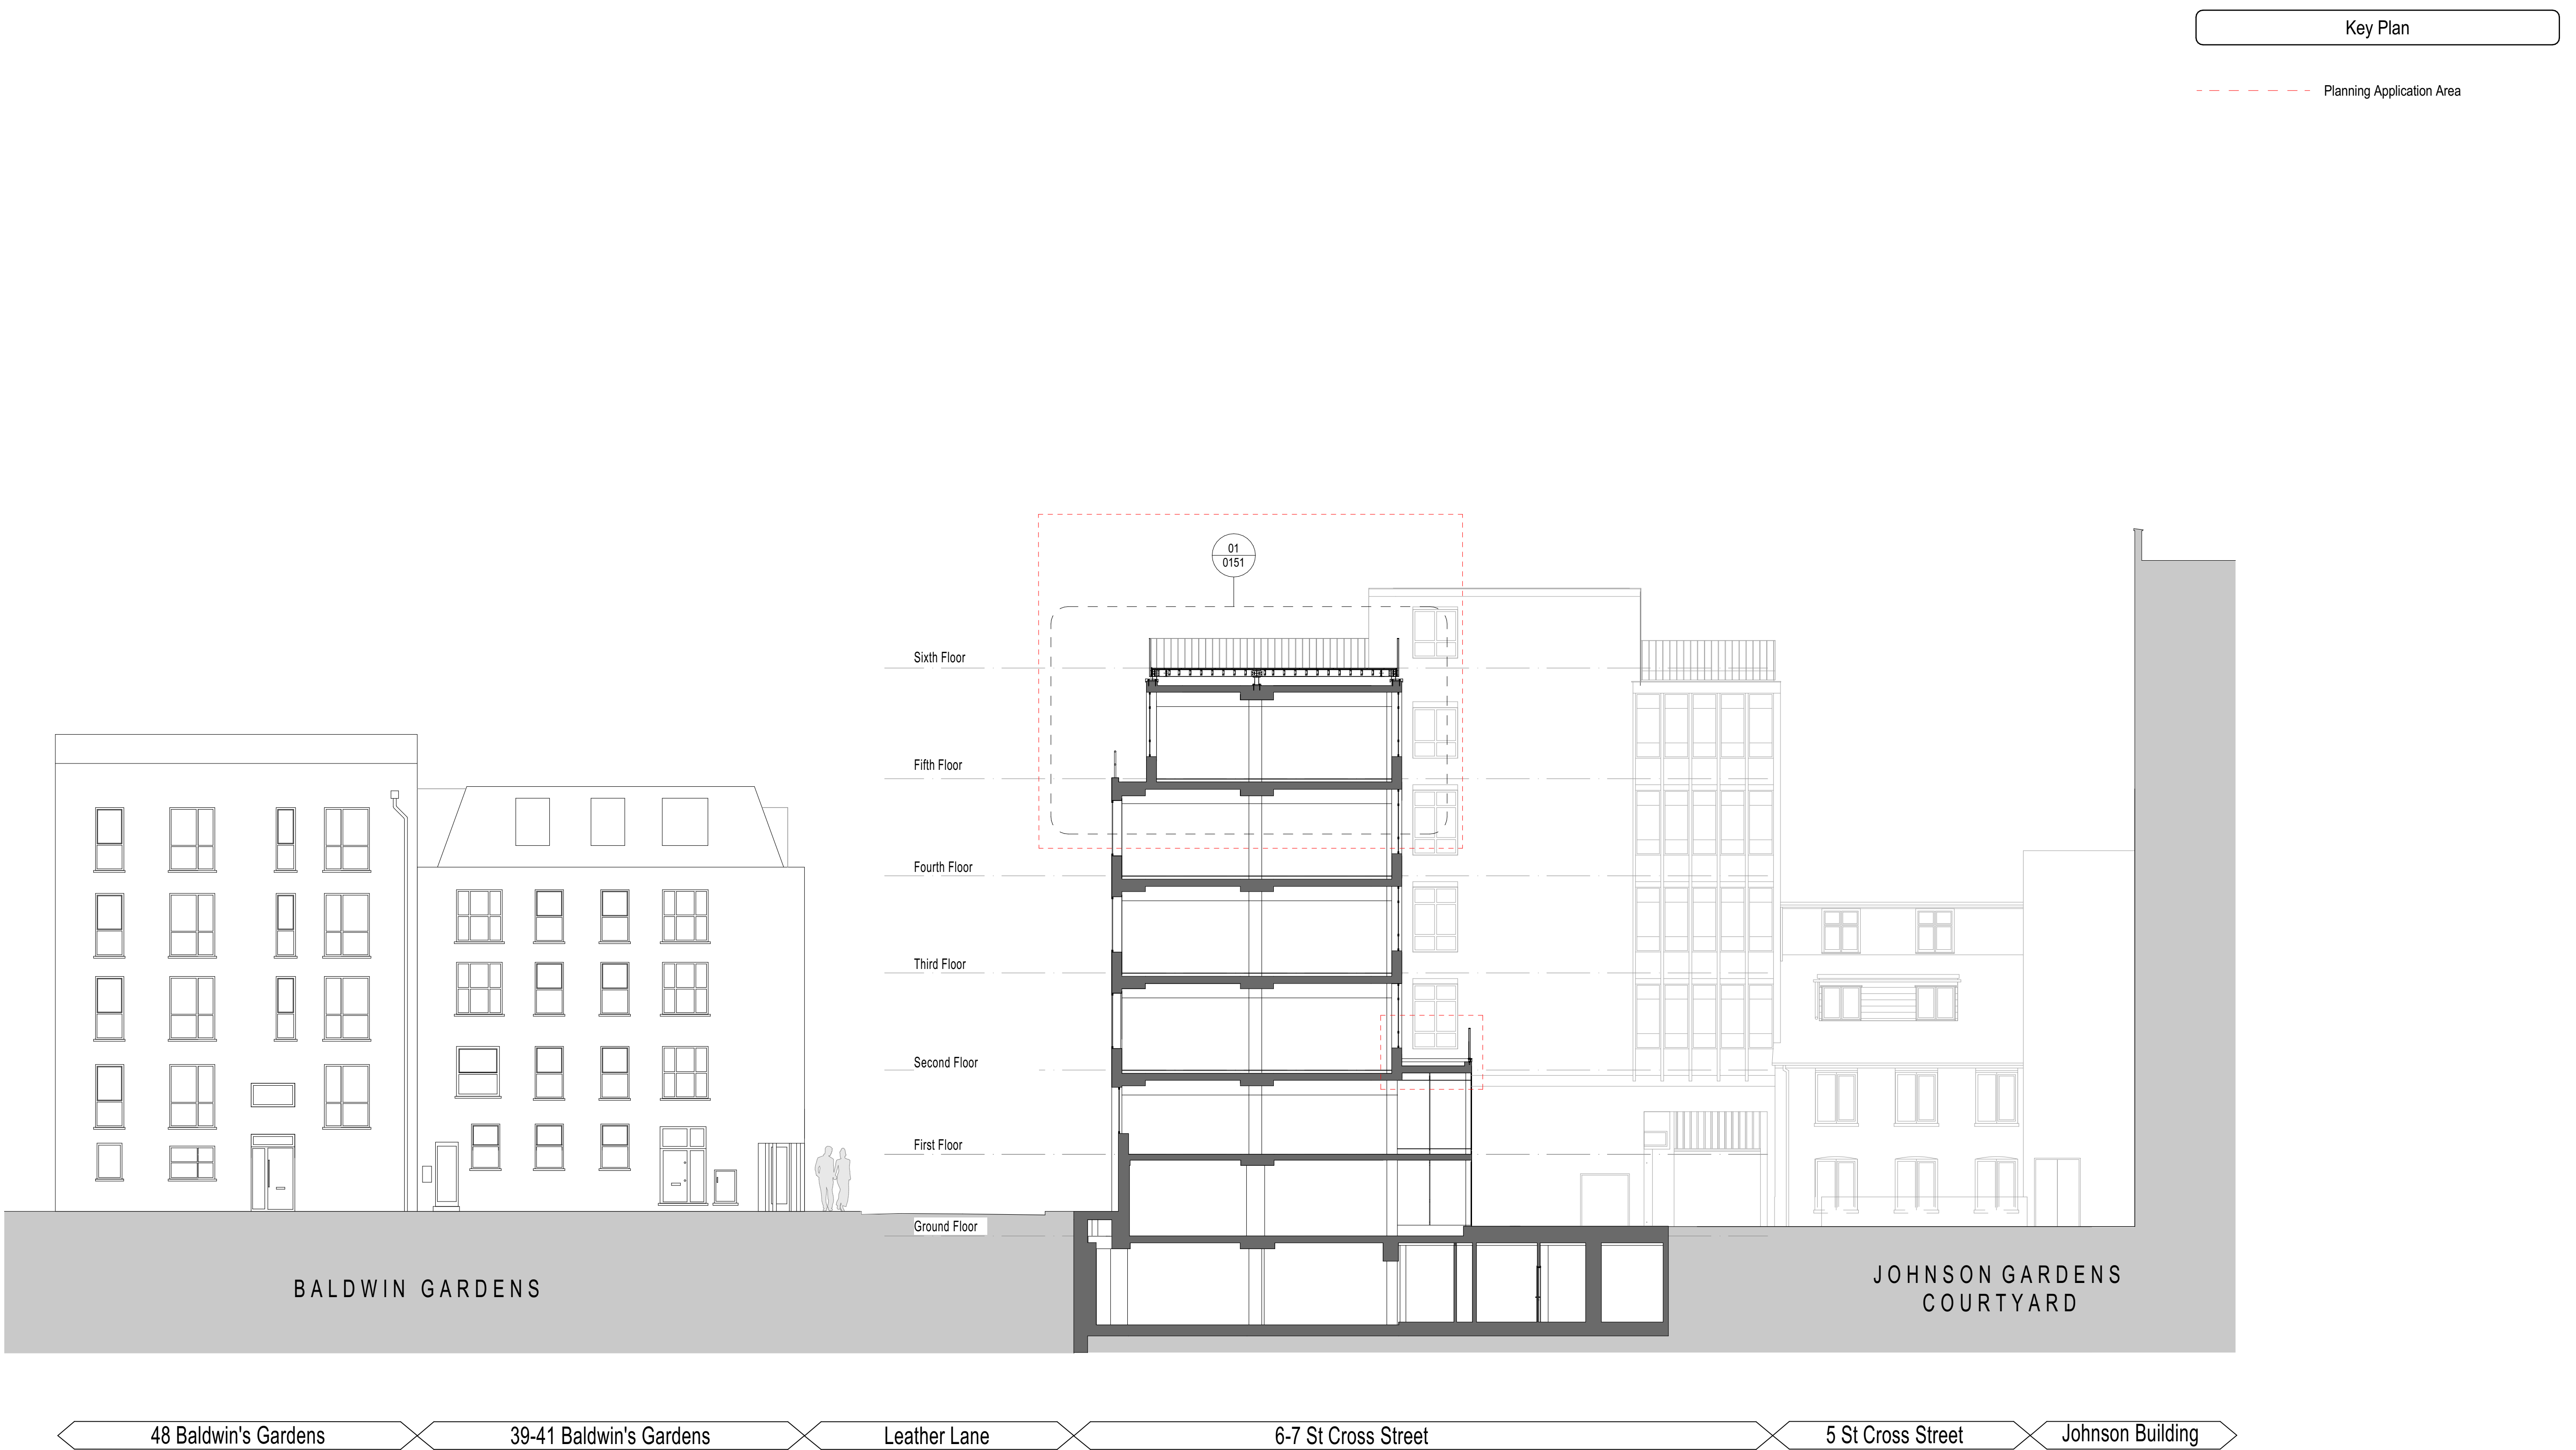 Key Plan
Planning Application Area
01
0151
Sixth Floor
Fifth Floor
Fourth Floor
Third Floor
Second Floor
First Floor
Ground Floor
BALDWIN GARDENS
JOHNSON GARDENS
COURTYARD
48 Baldwin's Gardens
39-41 Baldwin's Gardens
Leather Lane
6-7 St Cross Street
5 St Cross Street
Johnson Building